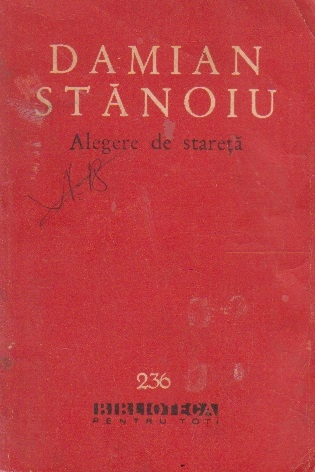 DAMIAN
STĂNOIU
Alegere de stareță
236
BIBLIOTECA
PENTRU TOȚI